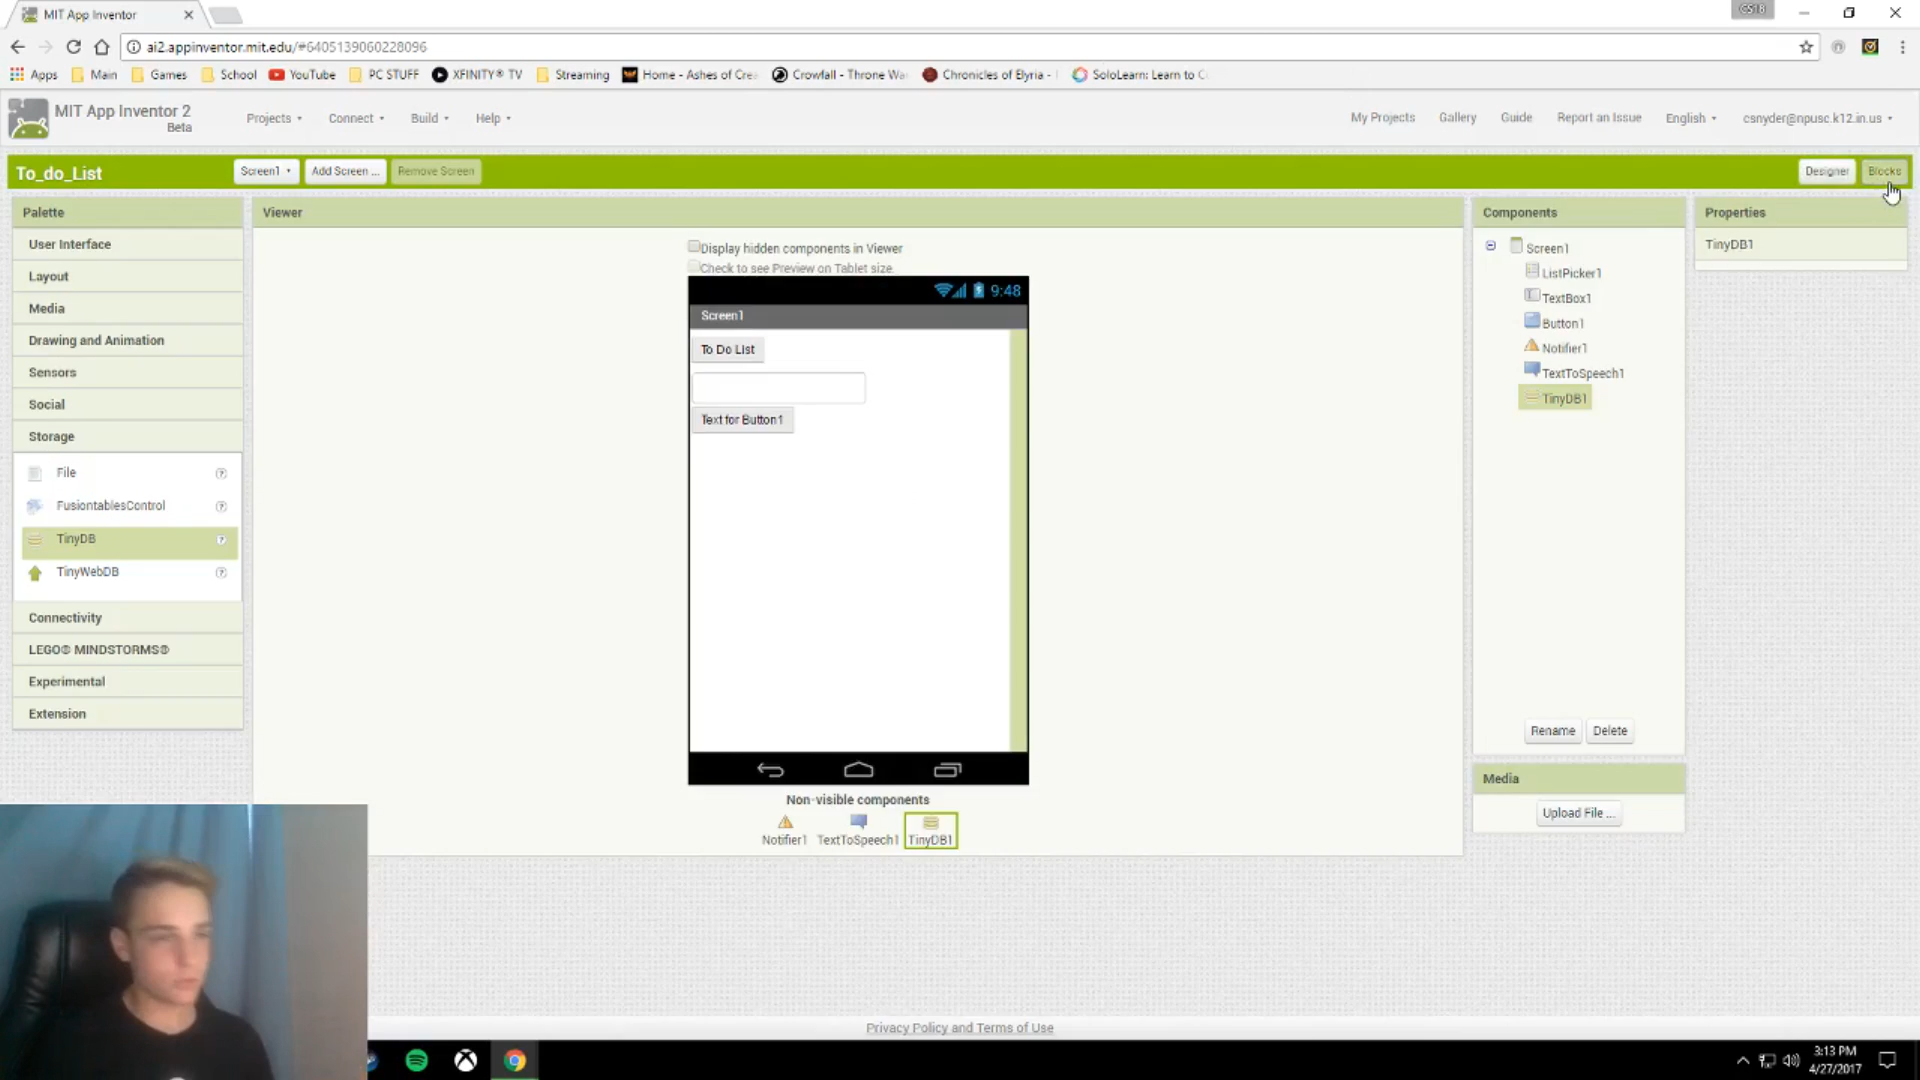 MIT App Inventor
CS18
ai2.appinventor.mit.edu/#6405139060228096
Apps Main Games School YouTube PC STUFF XFINITY® TV Streaming Home - Ashes of Crea Crowfall - Throne Wa Chronicles of Elyria - SoloLearn: Learn to C
MIT App Inventor 2
Beta
Projects Connect Build Help My Projects Gallery Guide Report an Issue English csnyder@npusc.k12.in.us
To_do_List Screen1 Add Screen ... Remove Screen Designer Blocks
Palette
User Interface
Layout
Media
Drawing and Animation
Sensors
Social
Storage
File ?
FusiontablesControl ?
TinyDB ?
TinyWebDB ?
Connectivity
LEGO® MINDSTORMS®
Experimental
Extension
Viewer
Display hidden components in Viewer
Check to see Preview on Tablet size.
9:48
Screen1
To Do List
Text for Button1
Non-visible components
Notifier1 TextToSpeech1 TinyDB1
Components
Screen1
ListPicker1
TextBox1
Button1
Notifier1
TextToSpeech1
TinyDB1
Rename Delete
Media
Upload File ...
Properties
TinyDB1
Privacy Policy and Terms of Use
3:13 PM
4/27/2017